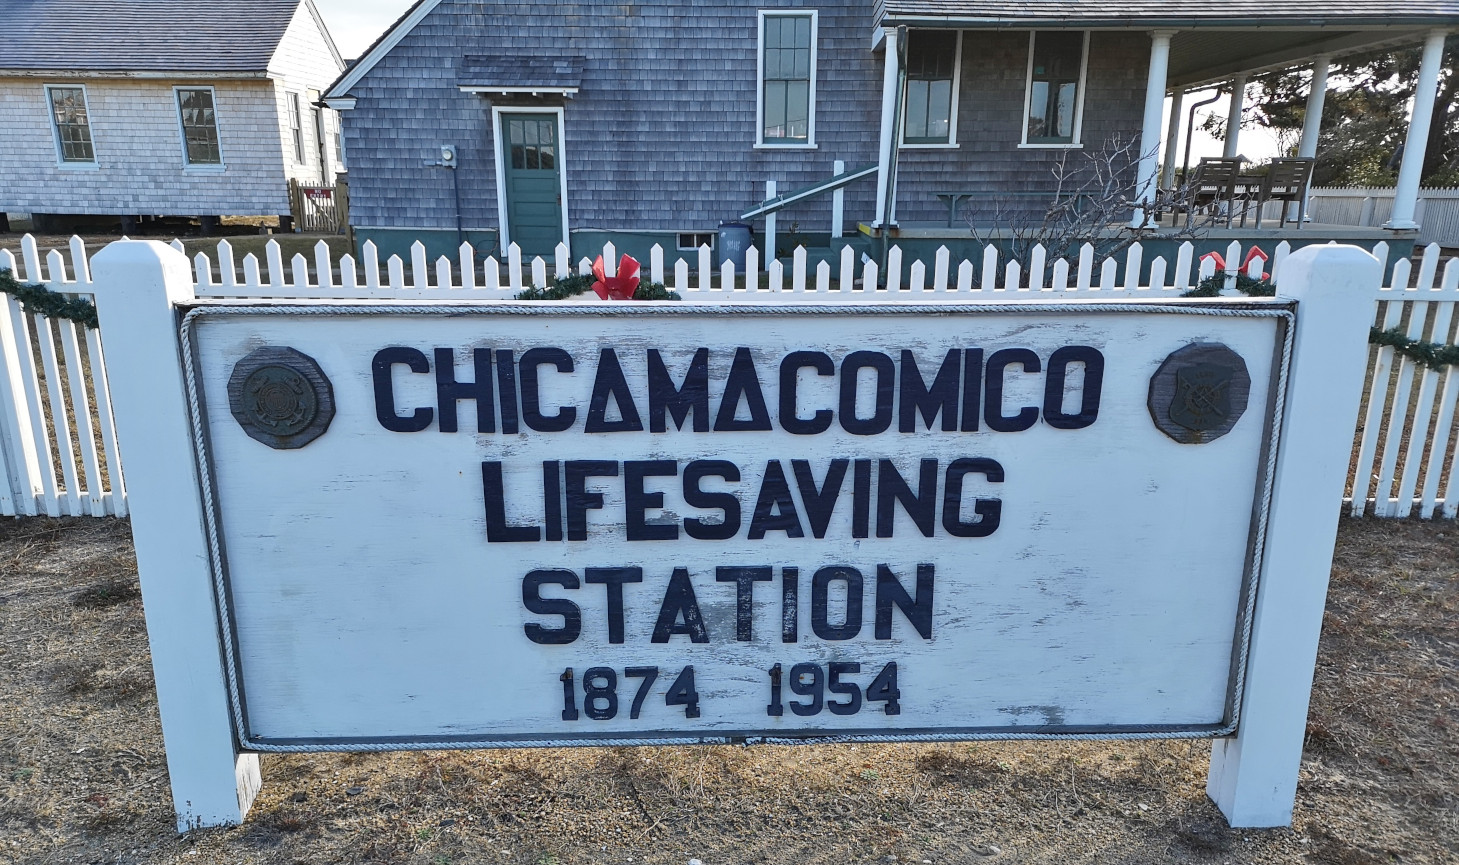 CHICAMACOMICO
LIFESAVING
STATION
1874 1954